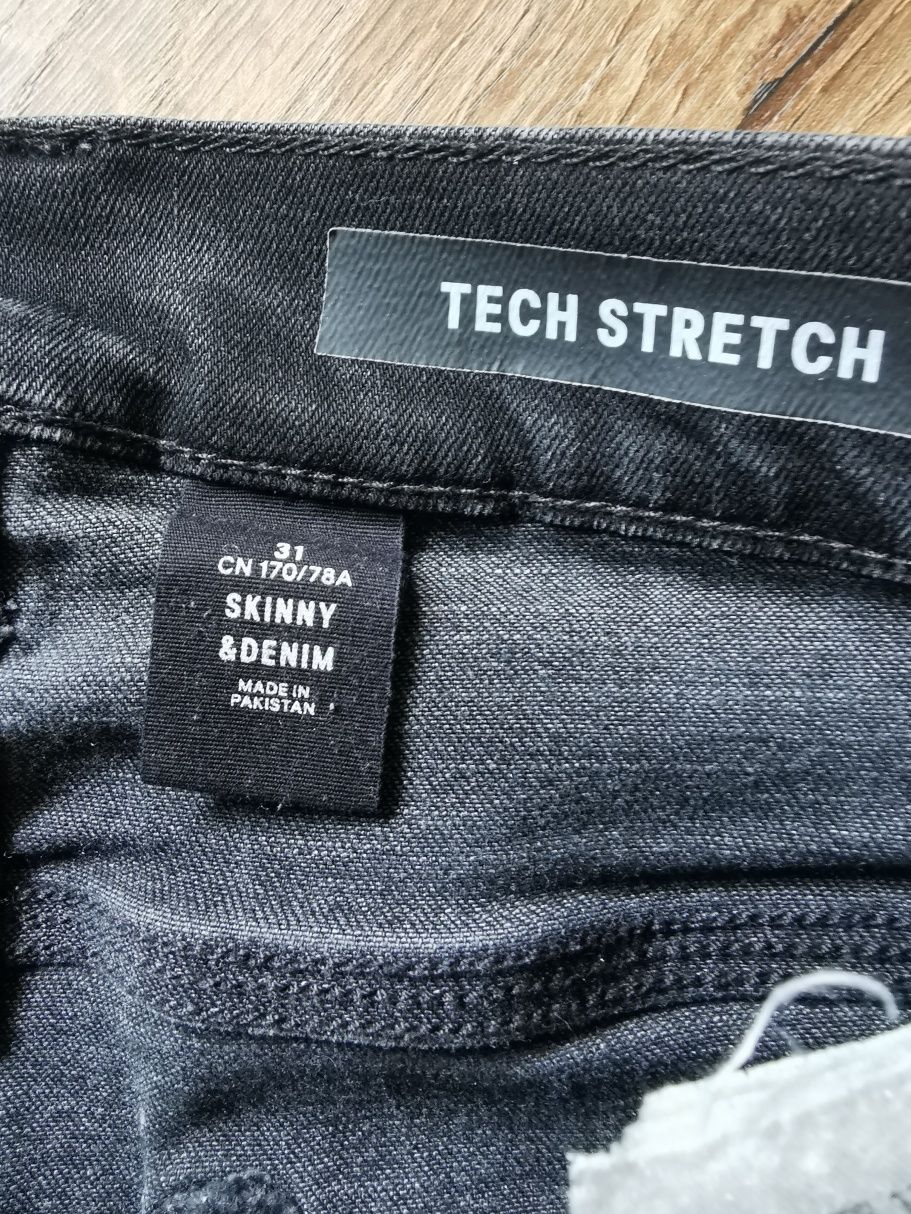 TECH STRETCH
31
CN 170/78A
SKINNY
&DENIM
MADE IN
PAKISTAN